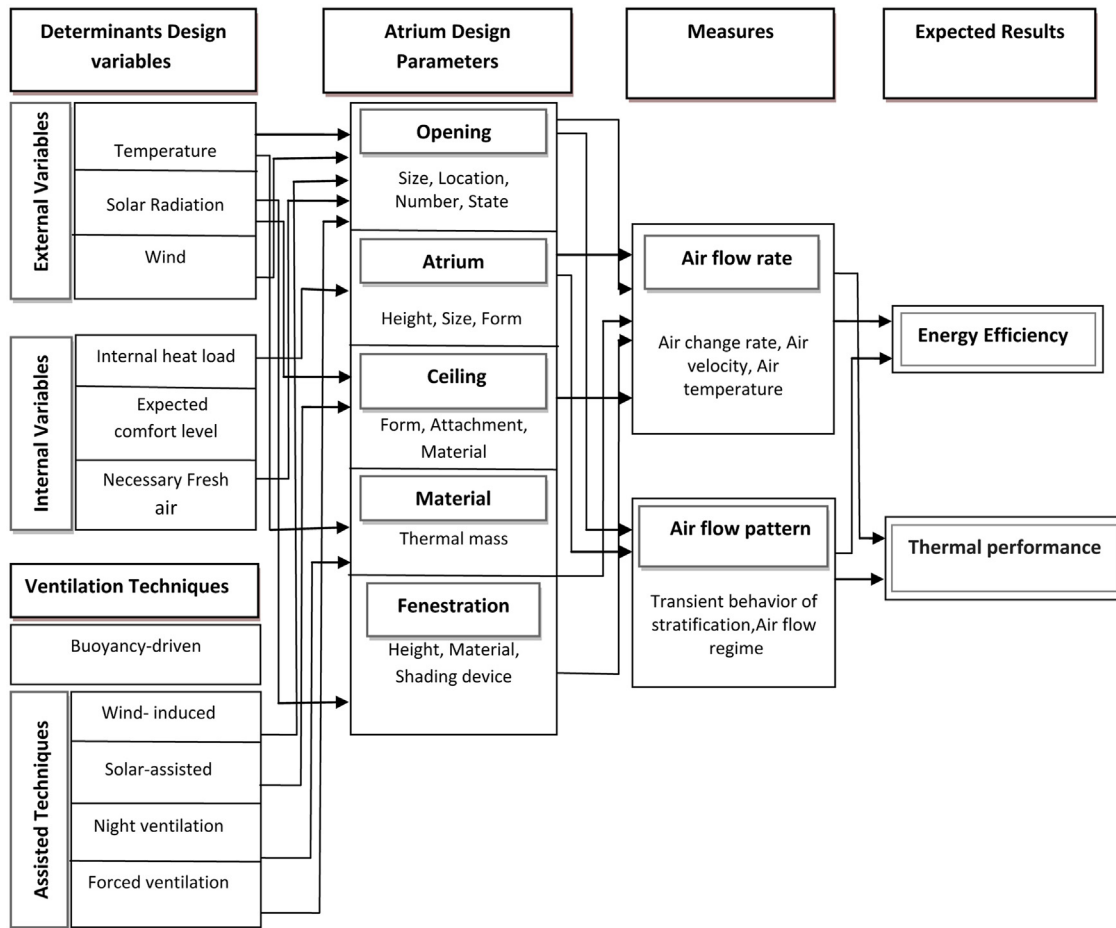 Determinants Design
variables
Atrium Design
Parameters
Measures
Expected Results
External Variables
Temperature
Solar Radiation
Wind
Internal Variables
Internal heat load
Expected
comfort level
Necessary Fresh
air
Ventilation Techniques
Buoyancy-driven
Assisted Techniques
Wind- induced
Solar-assisted
Night ventilation
Forced ventilation
Opening
Size, Location,
Number, State
Atrium
Height, Size, Form
Ceiling
Form, Attachment,
Material
Material
Thermal mass
Fenestration
Height, Material,
Shading device
Air flow rate
Air change rate, Air
velocity, Air
temperature
Air flow pattern
Transient behavior of
stratification,Air flow
regime
Energy Efficiency
Thermal performance